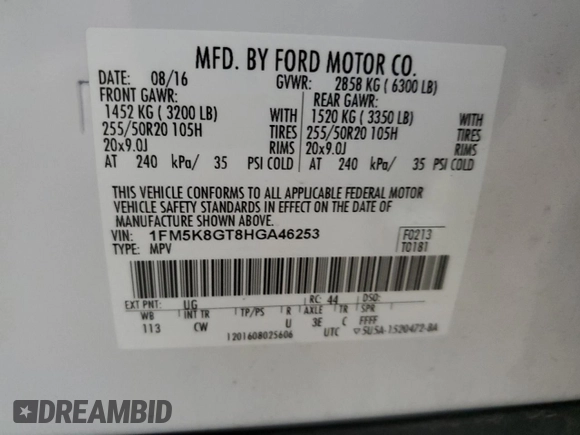 MFD. BY FORD MOTOR CO.
DATE: 08/16 GVWR: 2858 KG ( 6300 LB)
FRONT GAWR: REAR GAWR:
1452 KG ( 3200 LB) WITH 1520 KG ( 3350 LB) WITH
255/50R20 105H TIRES 255/50R20 105H TIRES
20x9.0J RIMS 20x9.0J RIMS
AT 240 kPa/ 35 PSI COLD AT 240 kPa/ 35 PSI COLD
THIS VEHICLE CONFORMS TO ALL APPLICABLE FEDERAL MOTOR
VEHICLE SAFETY STANDARDS IN EFFECT ON THE DATE OF
MANUFACTURE SHOWN ABOVE.
VIN: 1FM5K8GT8HGA46253 F0213
TYPE: MPV T0181
EXT PNT: UG RC: 44 DSO:
WB INT TR TP/PS R AXLE TR SPR
113 CW U 3E C FFFF
1201608025606 UTC 5U5A-1520472-BA
DREAMBID